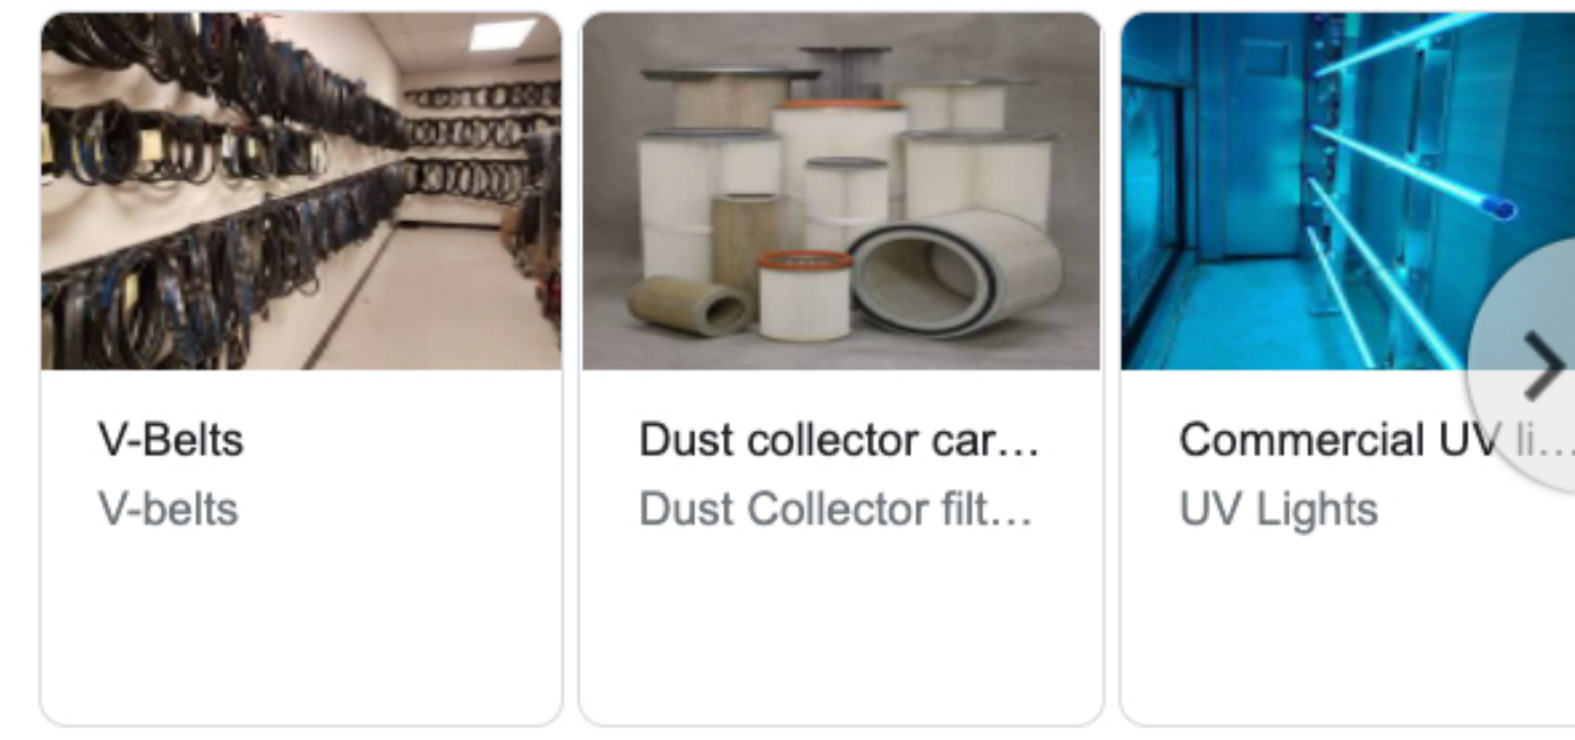 V-Belts
V-belts
Dust collector car...
Dust Collector filt...
Commercial UV li...
UV Lights